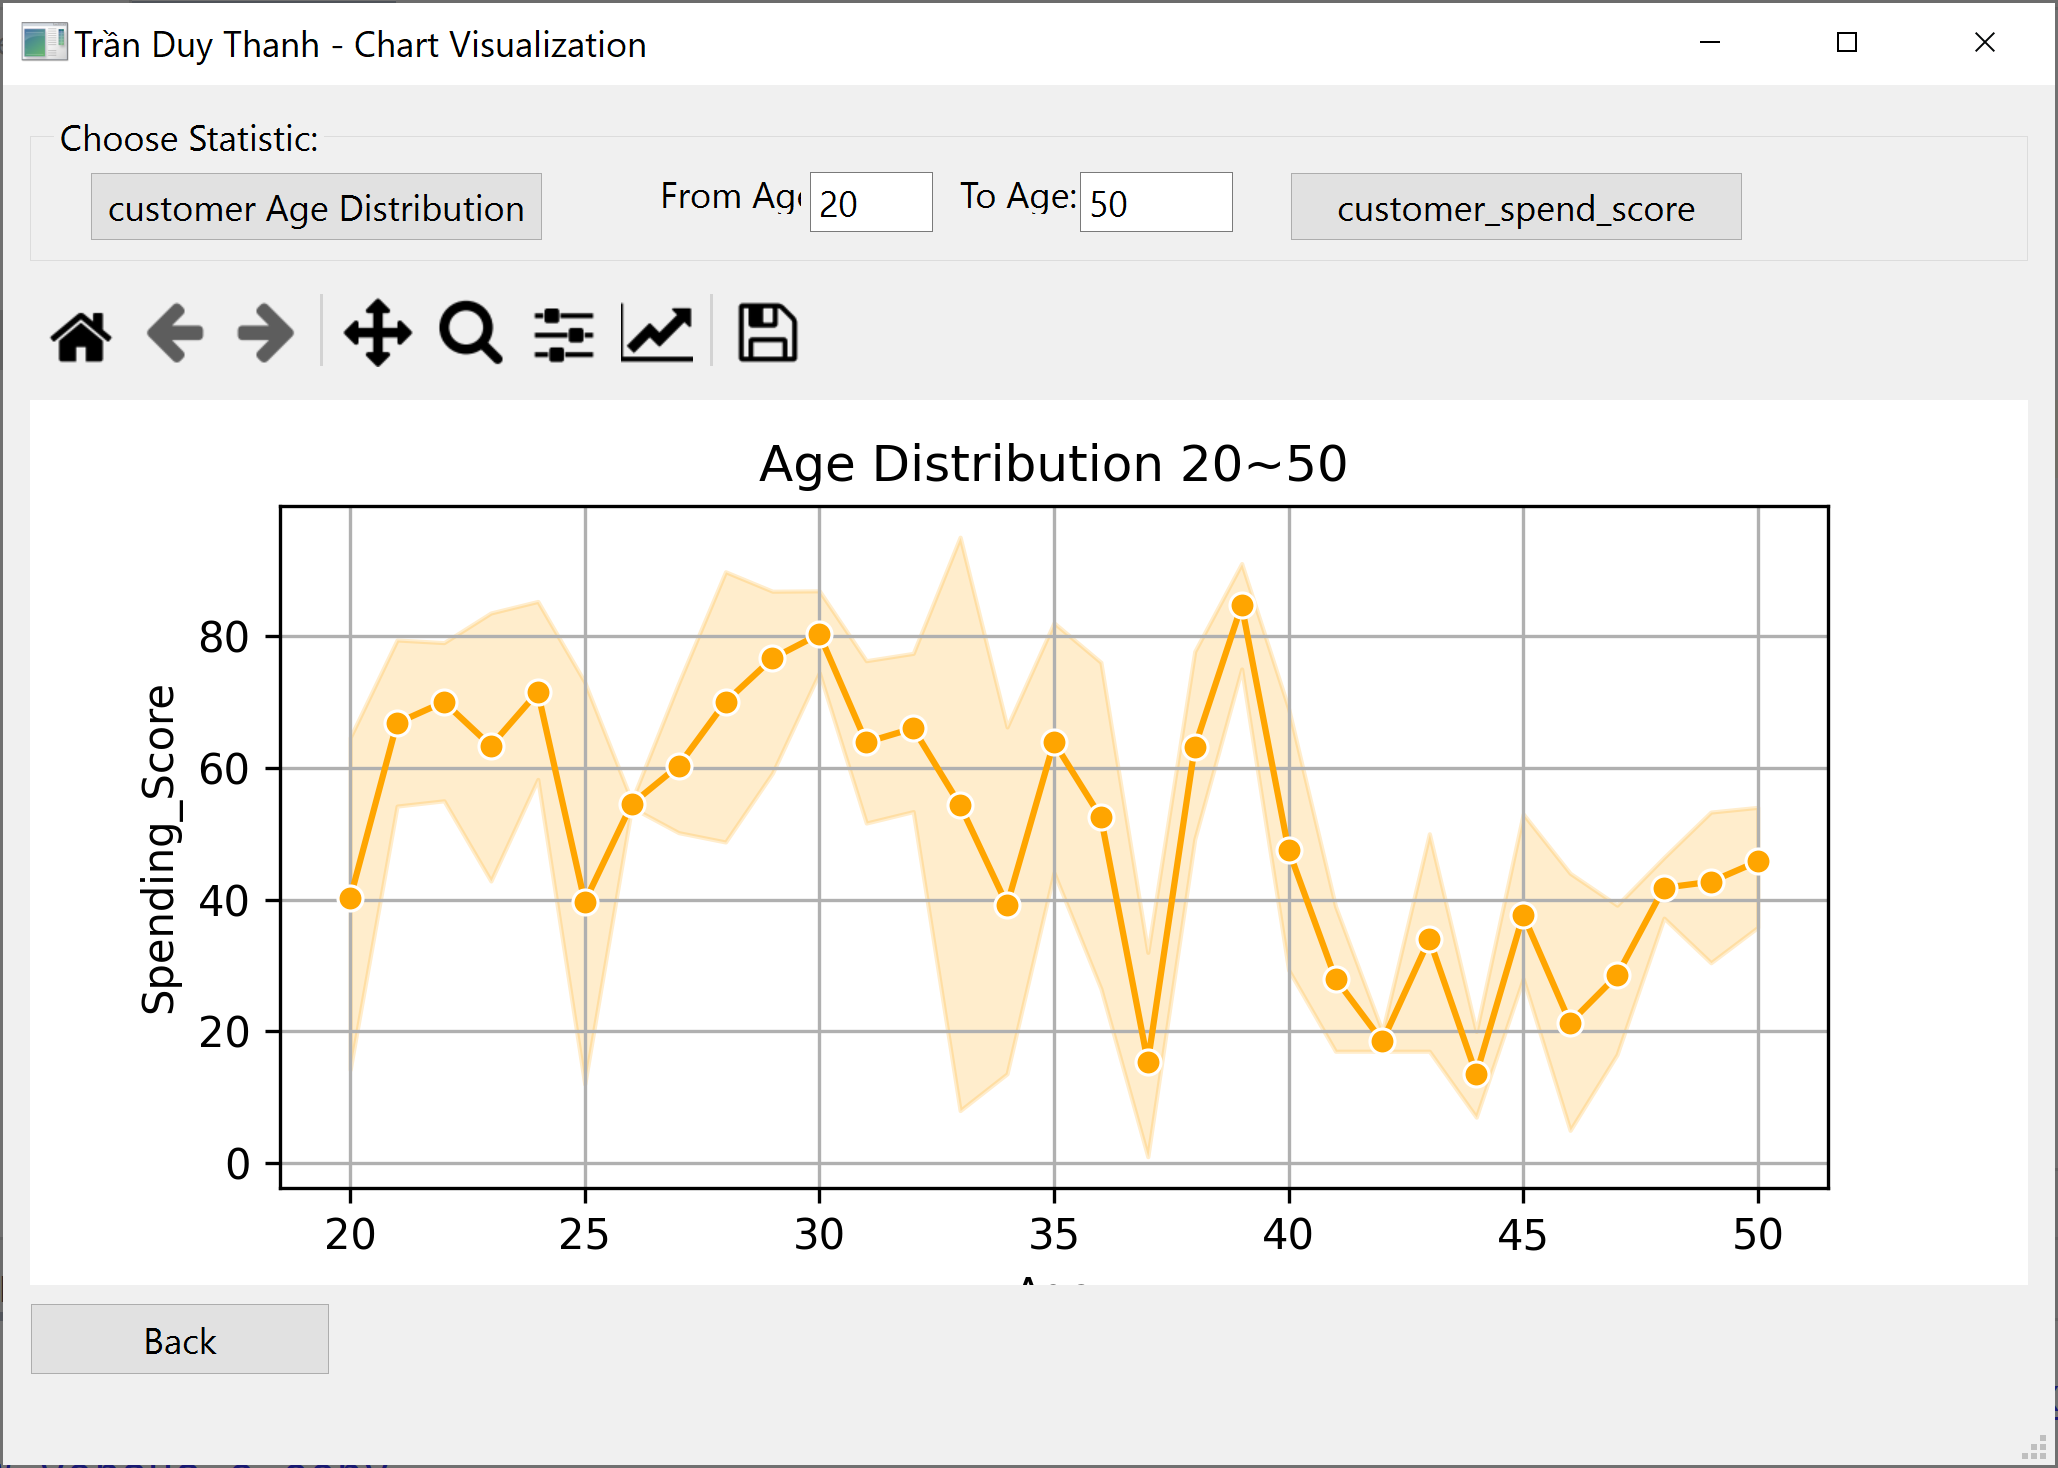 Trần Duy Thanh - Chart Visualization
Choose Statistic:
customer Age Distribution
From Age
20
To Age:
50
customer_spend_score
Age Distribution 20~50
Spending_Score
80
60
40
20
0
20 25 30 35 40 45 50
Back